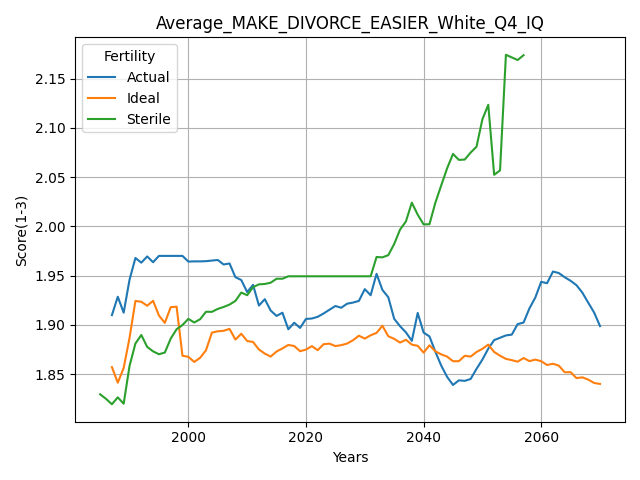 Average_MAKE_DIVORCE_EASIER_White_Q4_IQ
Fertility
Actual
Ideal
Sterile
Score(1-3)
2.15
2.10
2.05
2.00
1.95
1.90
1.85
2000
2020
2040
2060
Years